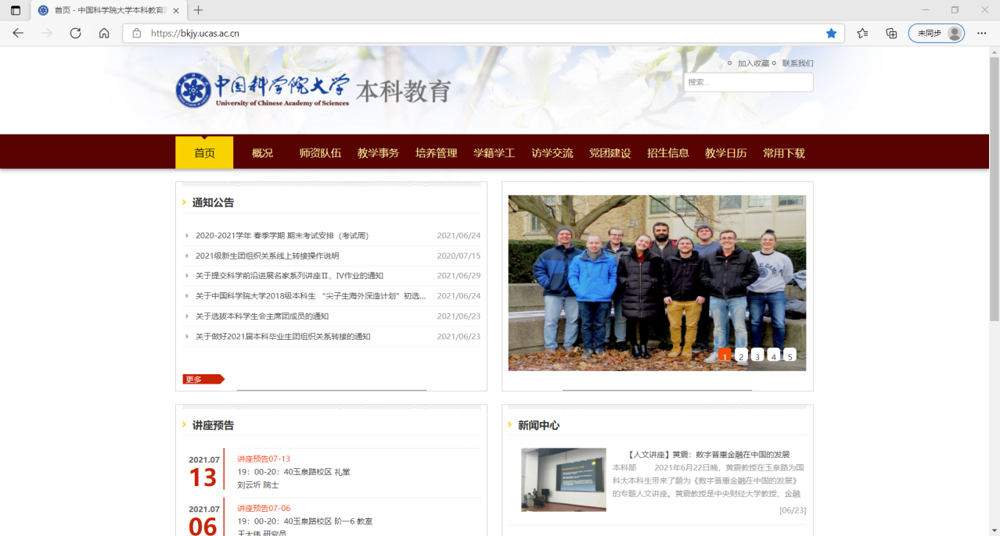 首页 - 中国科学院大学本科教育
https://bkjy.ucas.ac.cn
未同步
加入收藏
联系我们
中国科学院大学
University of Chinese Academy of Sciences
本科教育
搜索...
首页
概况
师资队伍
教学事务
培养管理
学籍学工
访学交流
党团建设
招生信息
教学日历
常用下载
通知公告
2020-2021学年 春季学期 期末考试安排（考试周） 2021/06/24
2021级新生团组织关系线上转接操作说明 2020/07/15
关于提交科学前沿进展名家系列讲座Ⅱ、Ⅳ作业的通知 2021/06/29
关于中国科学院大学2018级本科生 “尖子生海外深造计划”初选... 2021/06/24
关于选拔本科学生会主席团成员的通知 2021/06/23
关于做好2021届本科毕业生团组织关系转接的通知 2021/06/23
更多
1 2 3 4 5
讲座预告
2021.07
13
讲座预告07-13
19：00-20：40玉泉路校区 礼堂
刘云圻 院士
2021.07
06
讲座预告07-06
19：00-20：40玉泉路校区 阶一6 教室
王大伟 研究员
新闻中心
【人文讲座】黄震：数字普惠金融在中国的发展
本科部 2021年6月22日晚，黄震教授在玉泉路为国
科大本科生带来了题为《数字普惠金融在中国的发展》
的专题人文讲座。黄震教授是中央财经大学教授、金融
[06/23]